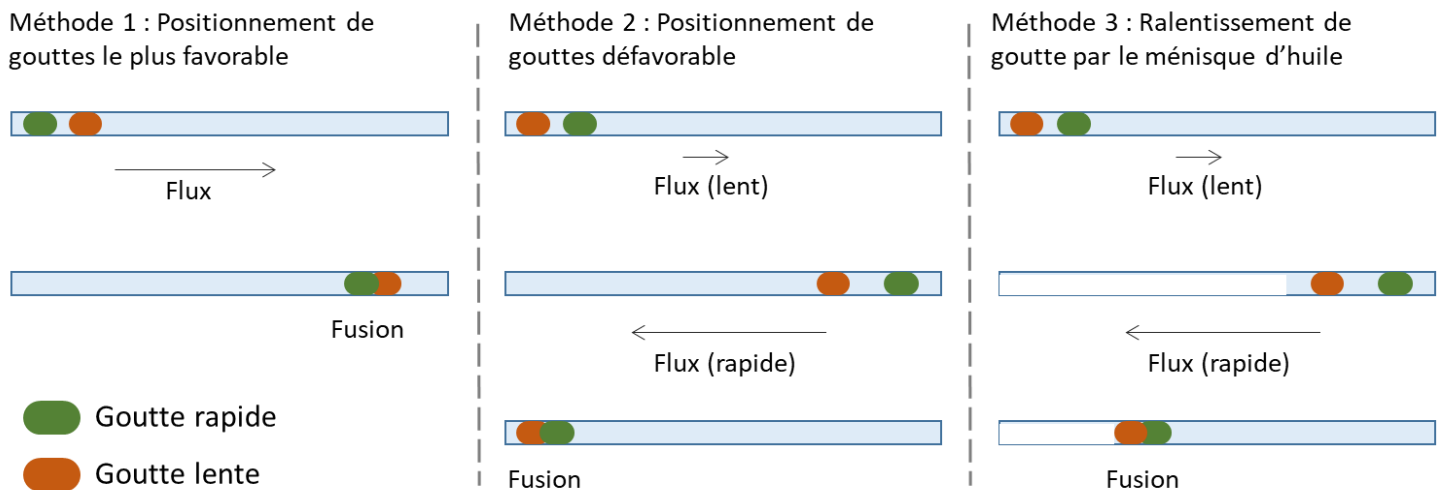 Méthode 1 : Positionnement de
gouttes le plus favorable
Flux
Fusion
Goutte rapide
Goutte lente
Méthode 2 : Positionnement de
gouttes défavorable
Flux (lent)
Flux (rapide)
Fusion
Méthode 3 : Ralentissement de
goutte par le ménisque d’huile
Flux (lent)
Flux (rapide)
Fusion